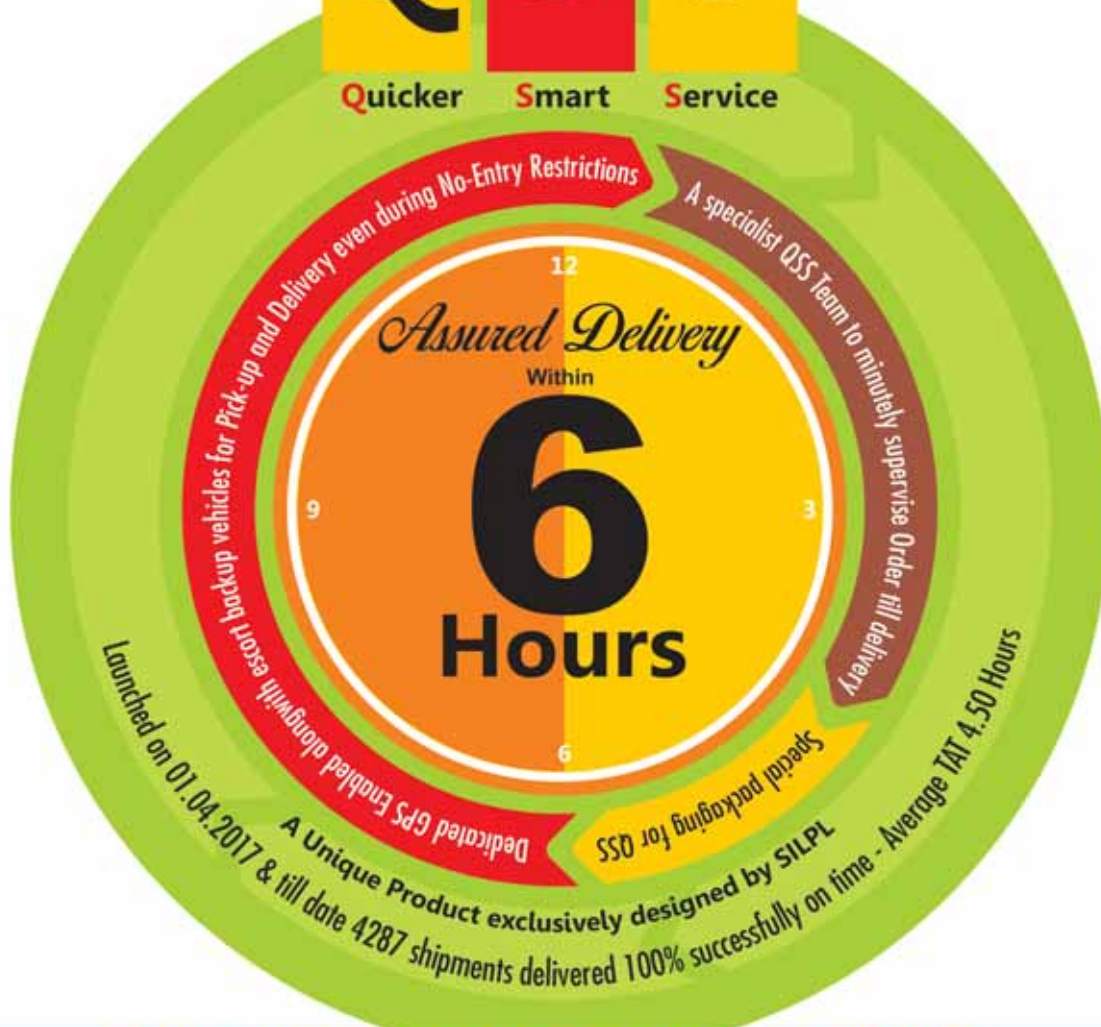 Quicker Smart Service
Dedicated GPS Enabled alongwith escort backup vehicles for Pick-up and Delivery even during No-Entry Restrictions
A specialist QSS Team to minutely supervise Order till delivery
Special packaging for QSS
12
Assured Delivery
Within
6
Hours
9
3
6
A Unique Product exclusively designed by SILPL
Launched on 01.04.2017 & till date 4287 shipments delivered 100% successfully on time - Average TAT 4.50 Hours